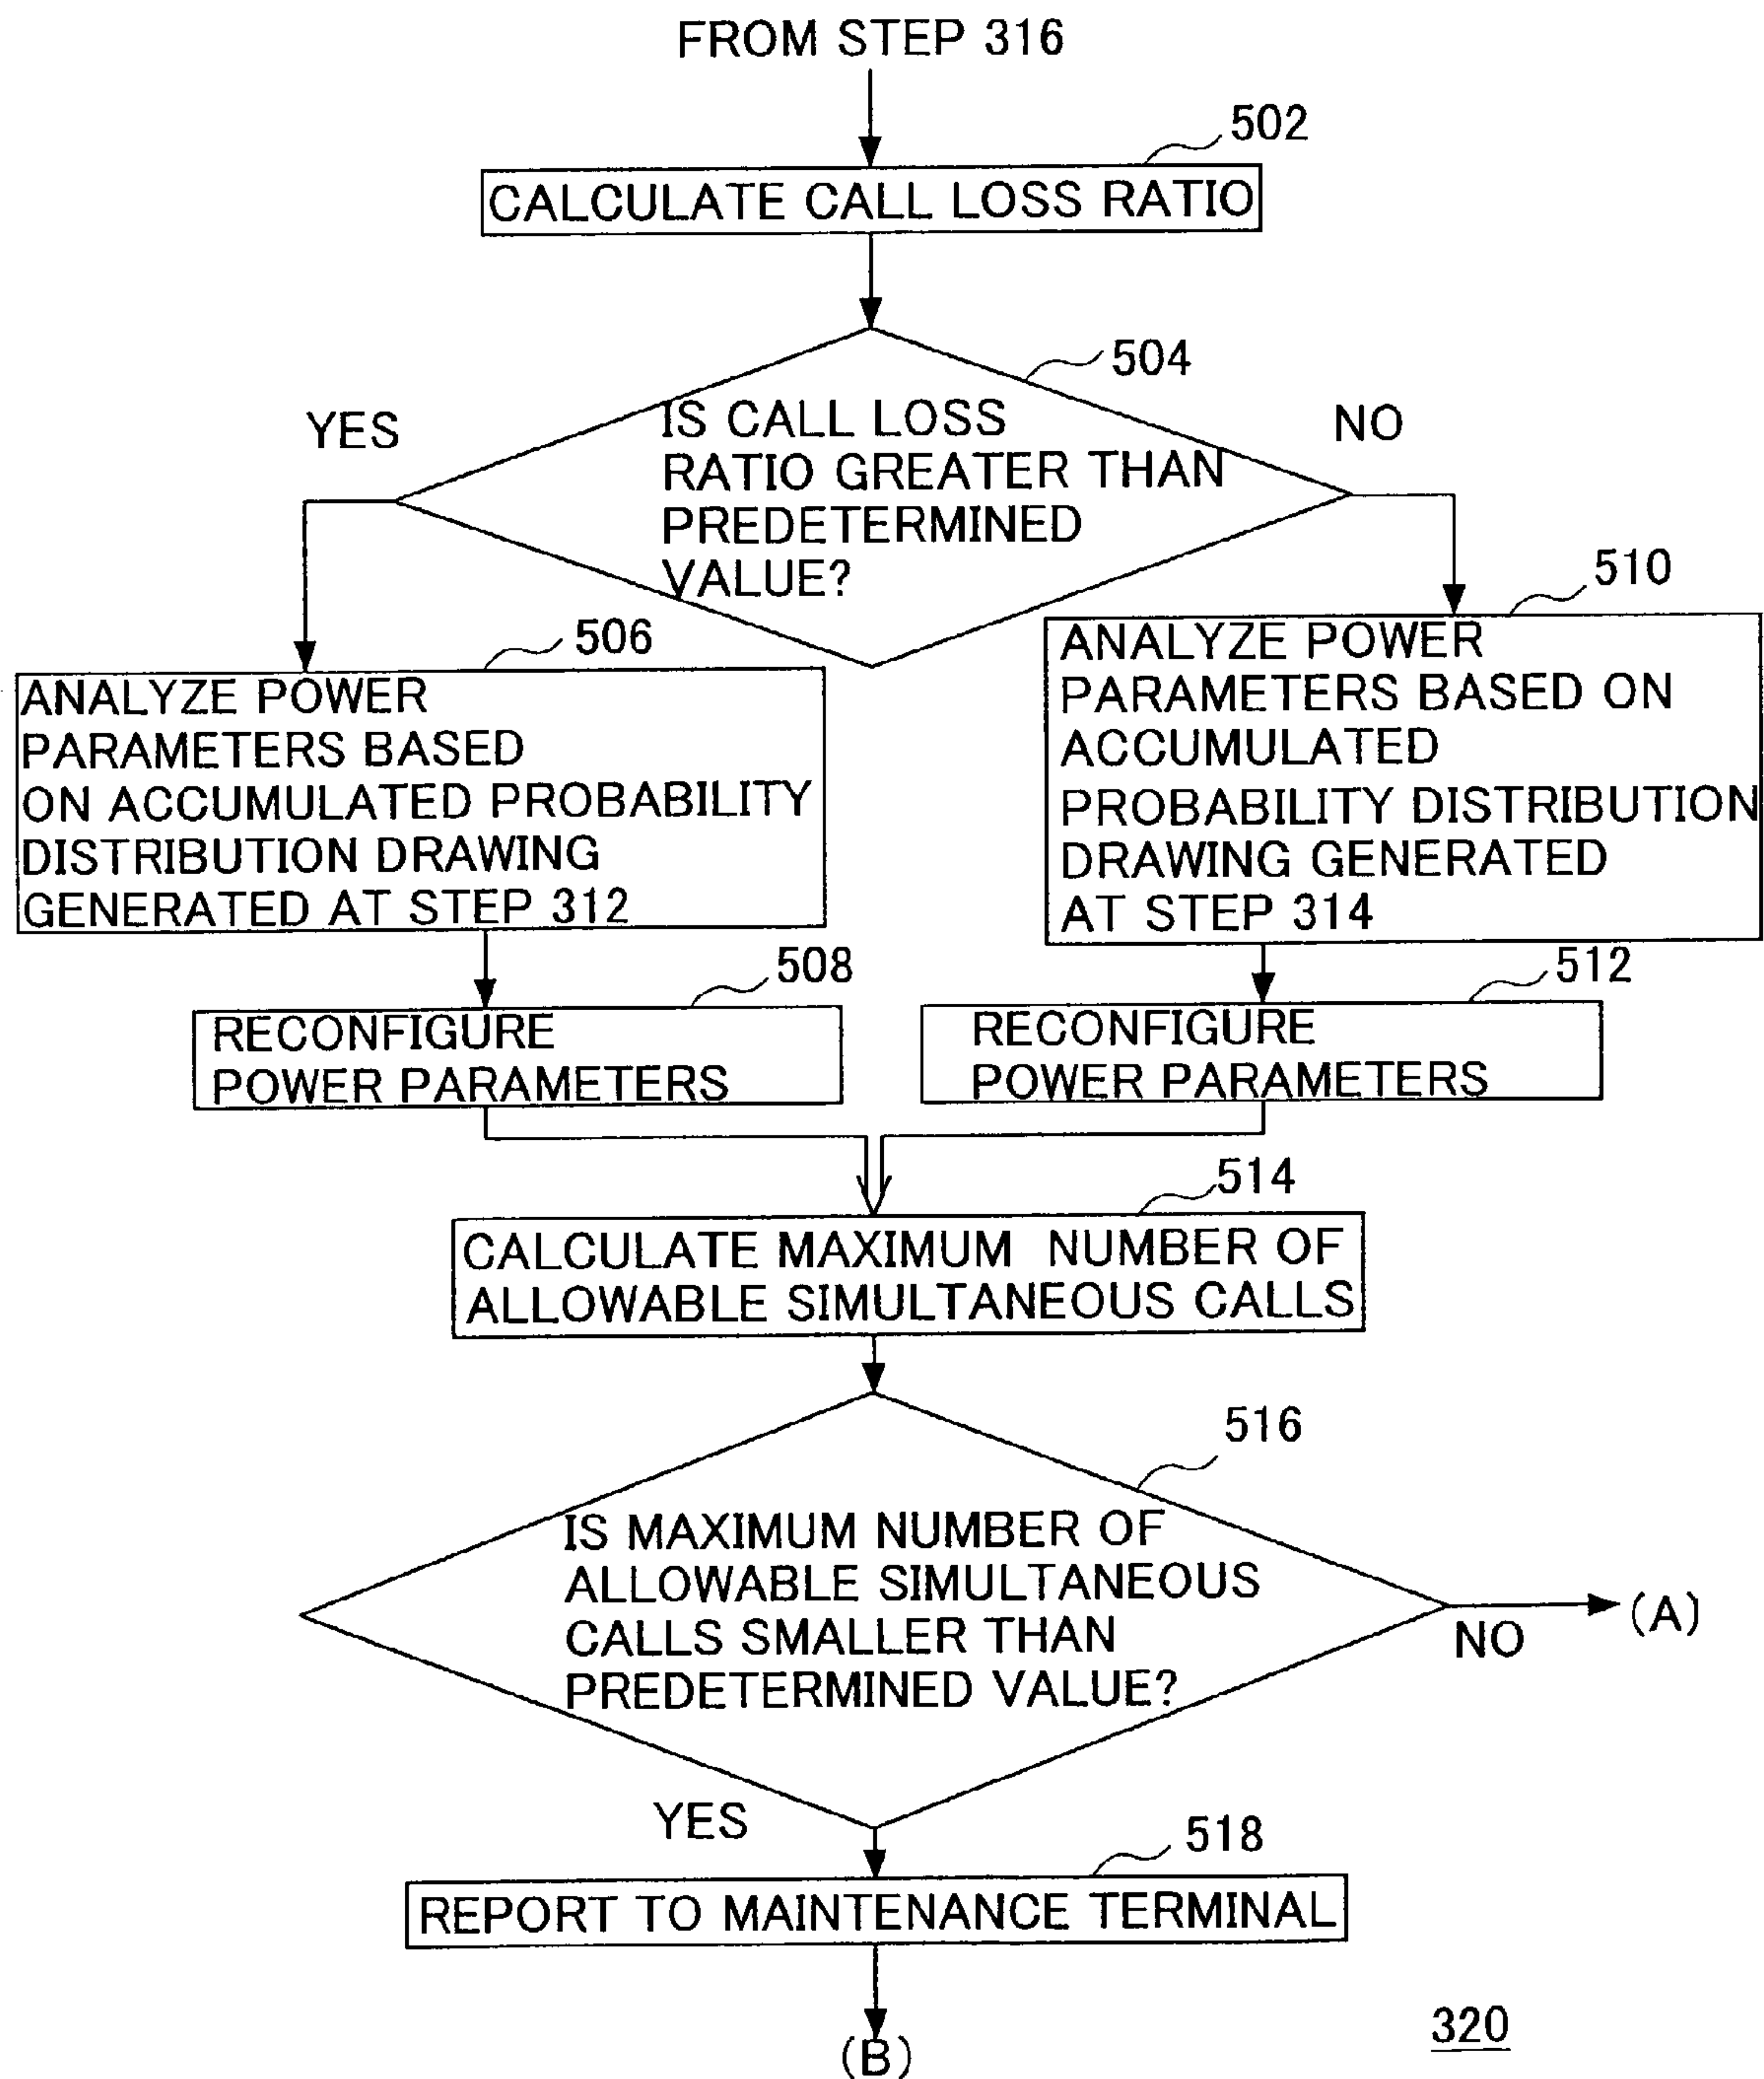 FROM STEP 316
502
CALCULATE CALL LOSS RATIO
504
YES
NO
IS CALL LOSS
RATIO GREATER THAN
PREDETERMINED
VALUE?
506
ANALYZE POWER
PARAMETERS BASED
ON ACCUMULATED PROBABILITY
DISTRIBUTION DRAWING
GENERATED AT STEP 312
510
ANALYZE POWER
PARAMETERS BASED ON
ACCUMULATED
PROBABILITY DISTRIBUTION
DRAWING GENERATED
AT STEP 314
508
RECONFIGURE
POWER PARAMETERS
512
RECONFIGURE
POWER PARAMETERS
514
CALCULATE MAXIMUM NUMBER OF
ALLOWABLE SIMULTANEOUS CALLS
516
IS MAXIMUM NUMBER OF
ALLOWABLE SIMULTANEOUS
CALLS SMALLER THAN
PREDETERMINED VALUE?
NO
(A)
YES
518
REPORT TO MAINTENANCE TERMINAL
(B)
320